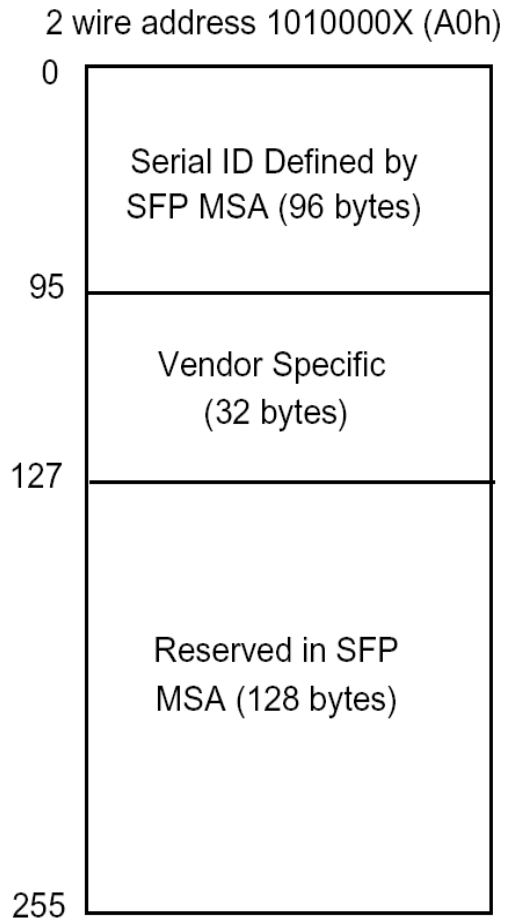 2 wire address 1010000X (A0h)
0
Serial ID Defined by
SFP MSA (96 bytes)
95
Vendor Specific
(32 bytes)
127
Reserved in SFP
MSA (128 bytes)
255